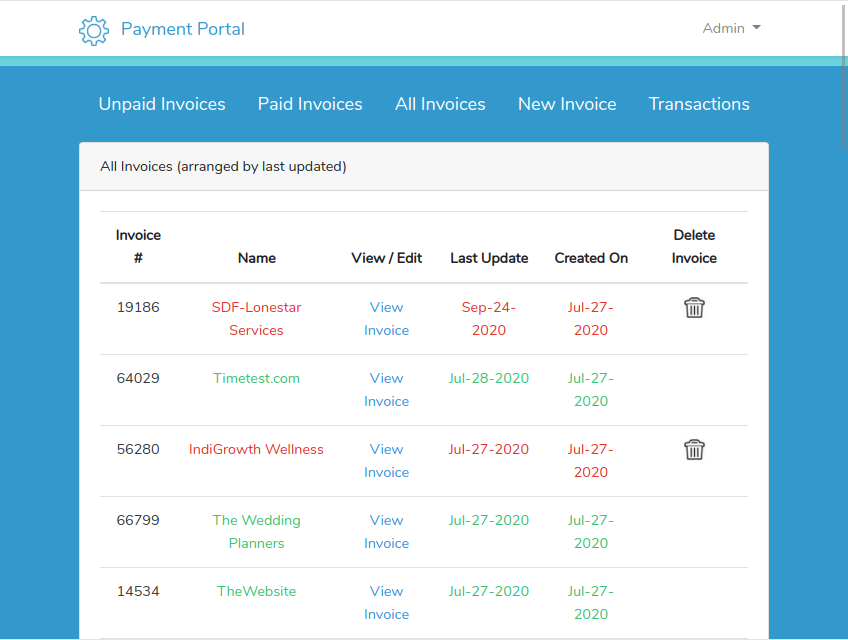 Payment Portal
Admin
Unpaid Invoices Paid Invoices All Invoices New Invoice Transactions
All Invoices (arranged by last updated)
Invoice # Name View / Edit Last Update Created On Delete Invoice
19186 SDF-Lonestar Services View Invoice Sep-24-2020 Jul-27-2020
64029 Timetest.com View Invoice Jul-28-2020 Jul-27-2020
56280 IndiGrowth Wellness View Invoice Jul-27-2020 Jul-27-2020
66799 The Wedding Planners View Invoice Jul-27-2020 Jul-27-2020
14534 TheWebsite View Invoice Jul-27-2020 Jul-27-2020